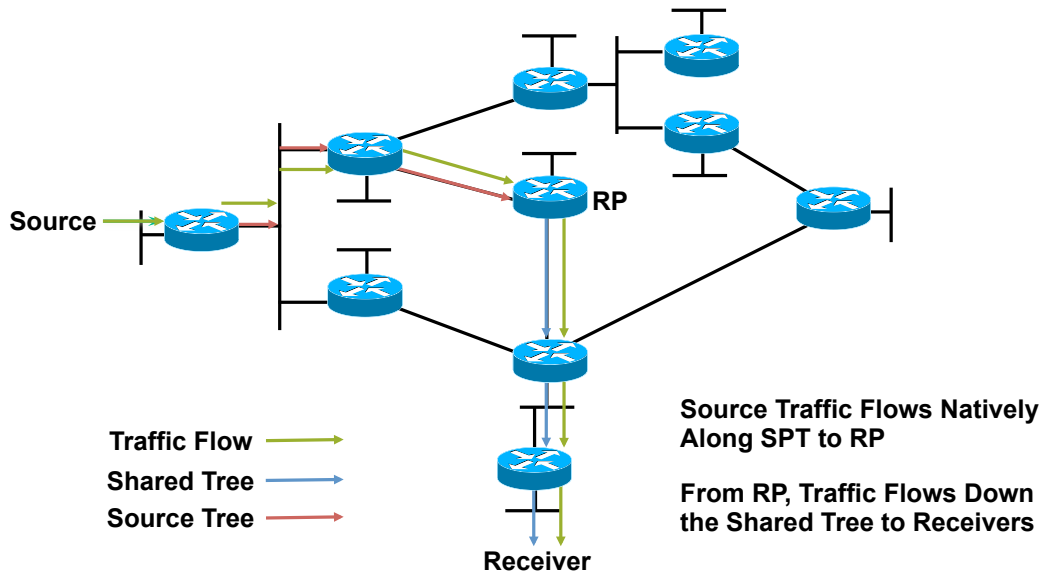 RP
Source
Traffic Flow
Shared Tree
Source Tree
Receiver
Source Traffic Flows Natively
Along SPT to RP
From RP, Traffic Flows Down
the Shared Tree to Receivers